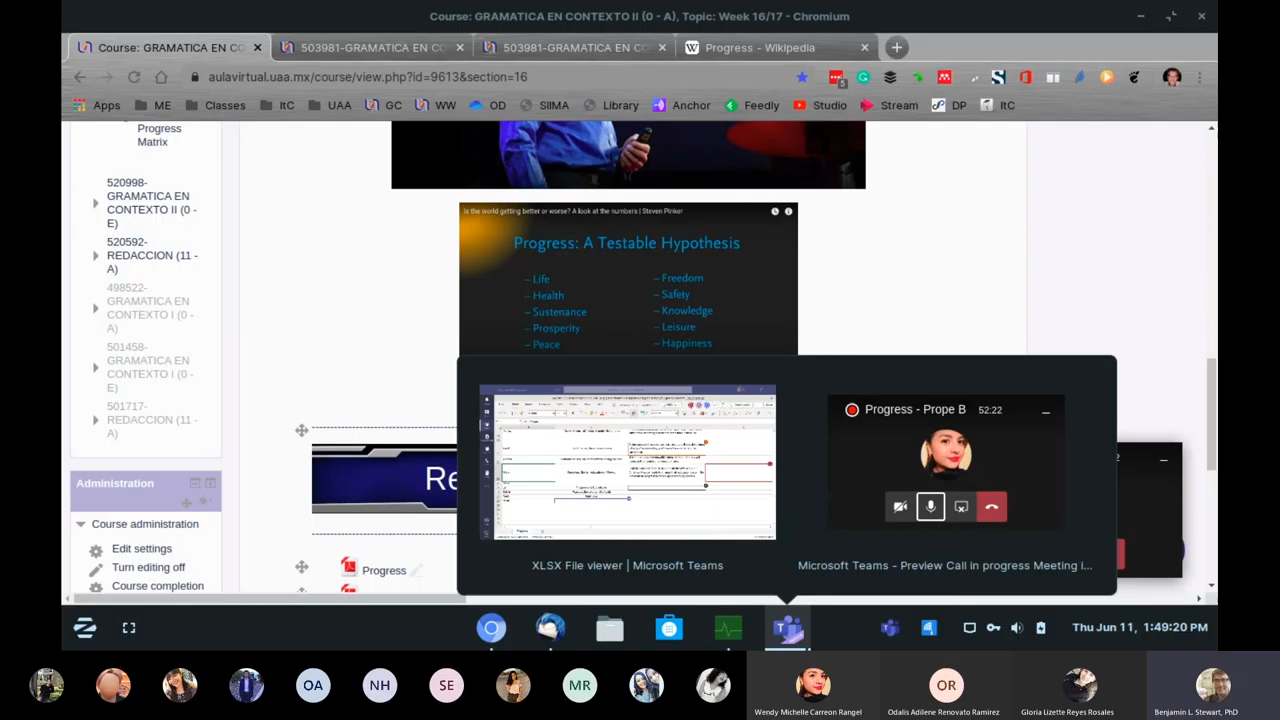 Course: GRAMATICA EN CONTEXTO II (0 - A), Topic: Week 16/17 - Chromium
Course: GRAMATICA EN CO
503981-GRAMATICA EN CO
503981-GRAMATICA EN CO
Progress - Wikipedia
aulavirtual.uaa.mx/course/view.php?id=9613&section=16
5
Apps ME Classes ItC UAA GC WW OD SIIMA Library Anchor Feedly Studio Stream DP ItC
Progress
Matrix
520998-
GRAMATICA EN
CONTEXTO II (0 -
E)
520592-
REDACCION (11 -
A)
498522-
GRAMATICA EN
CONTEXTO I (0 -
A)
501458-
GRAMATICA EN
CONTEXTO I (0 -
E)
501717-
REDACCION (11 -
A)
Administration
Course administration
Edit settings
Turn editing off
Course completion
Is the world getting better or worse? A look at the numbers | Steven Pinker
Progress: A Testable Hypothesis
– Life
– Health
– Sustenance
– Prosperity
– Peace
– Freedom
– Safety
– Knowledge
– Leisure
– Happiness
Re
Progress
Progress - Prope B 52:22
XLSX File viewer | Microsoft Teams
Microsoft Teams - Preview Call in progress Meeting i...
Thu Jun 11, 1:49:20 PM
OA
NH
SE
MR
OR
Wendy Michelle Carreon Rangel
Odalis Adilene Renovato Ramirez
Gloria Lizette Reyes Rosales
Benjamin L. Stewart, PhD